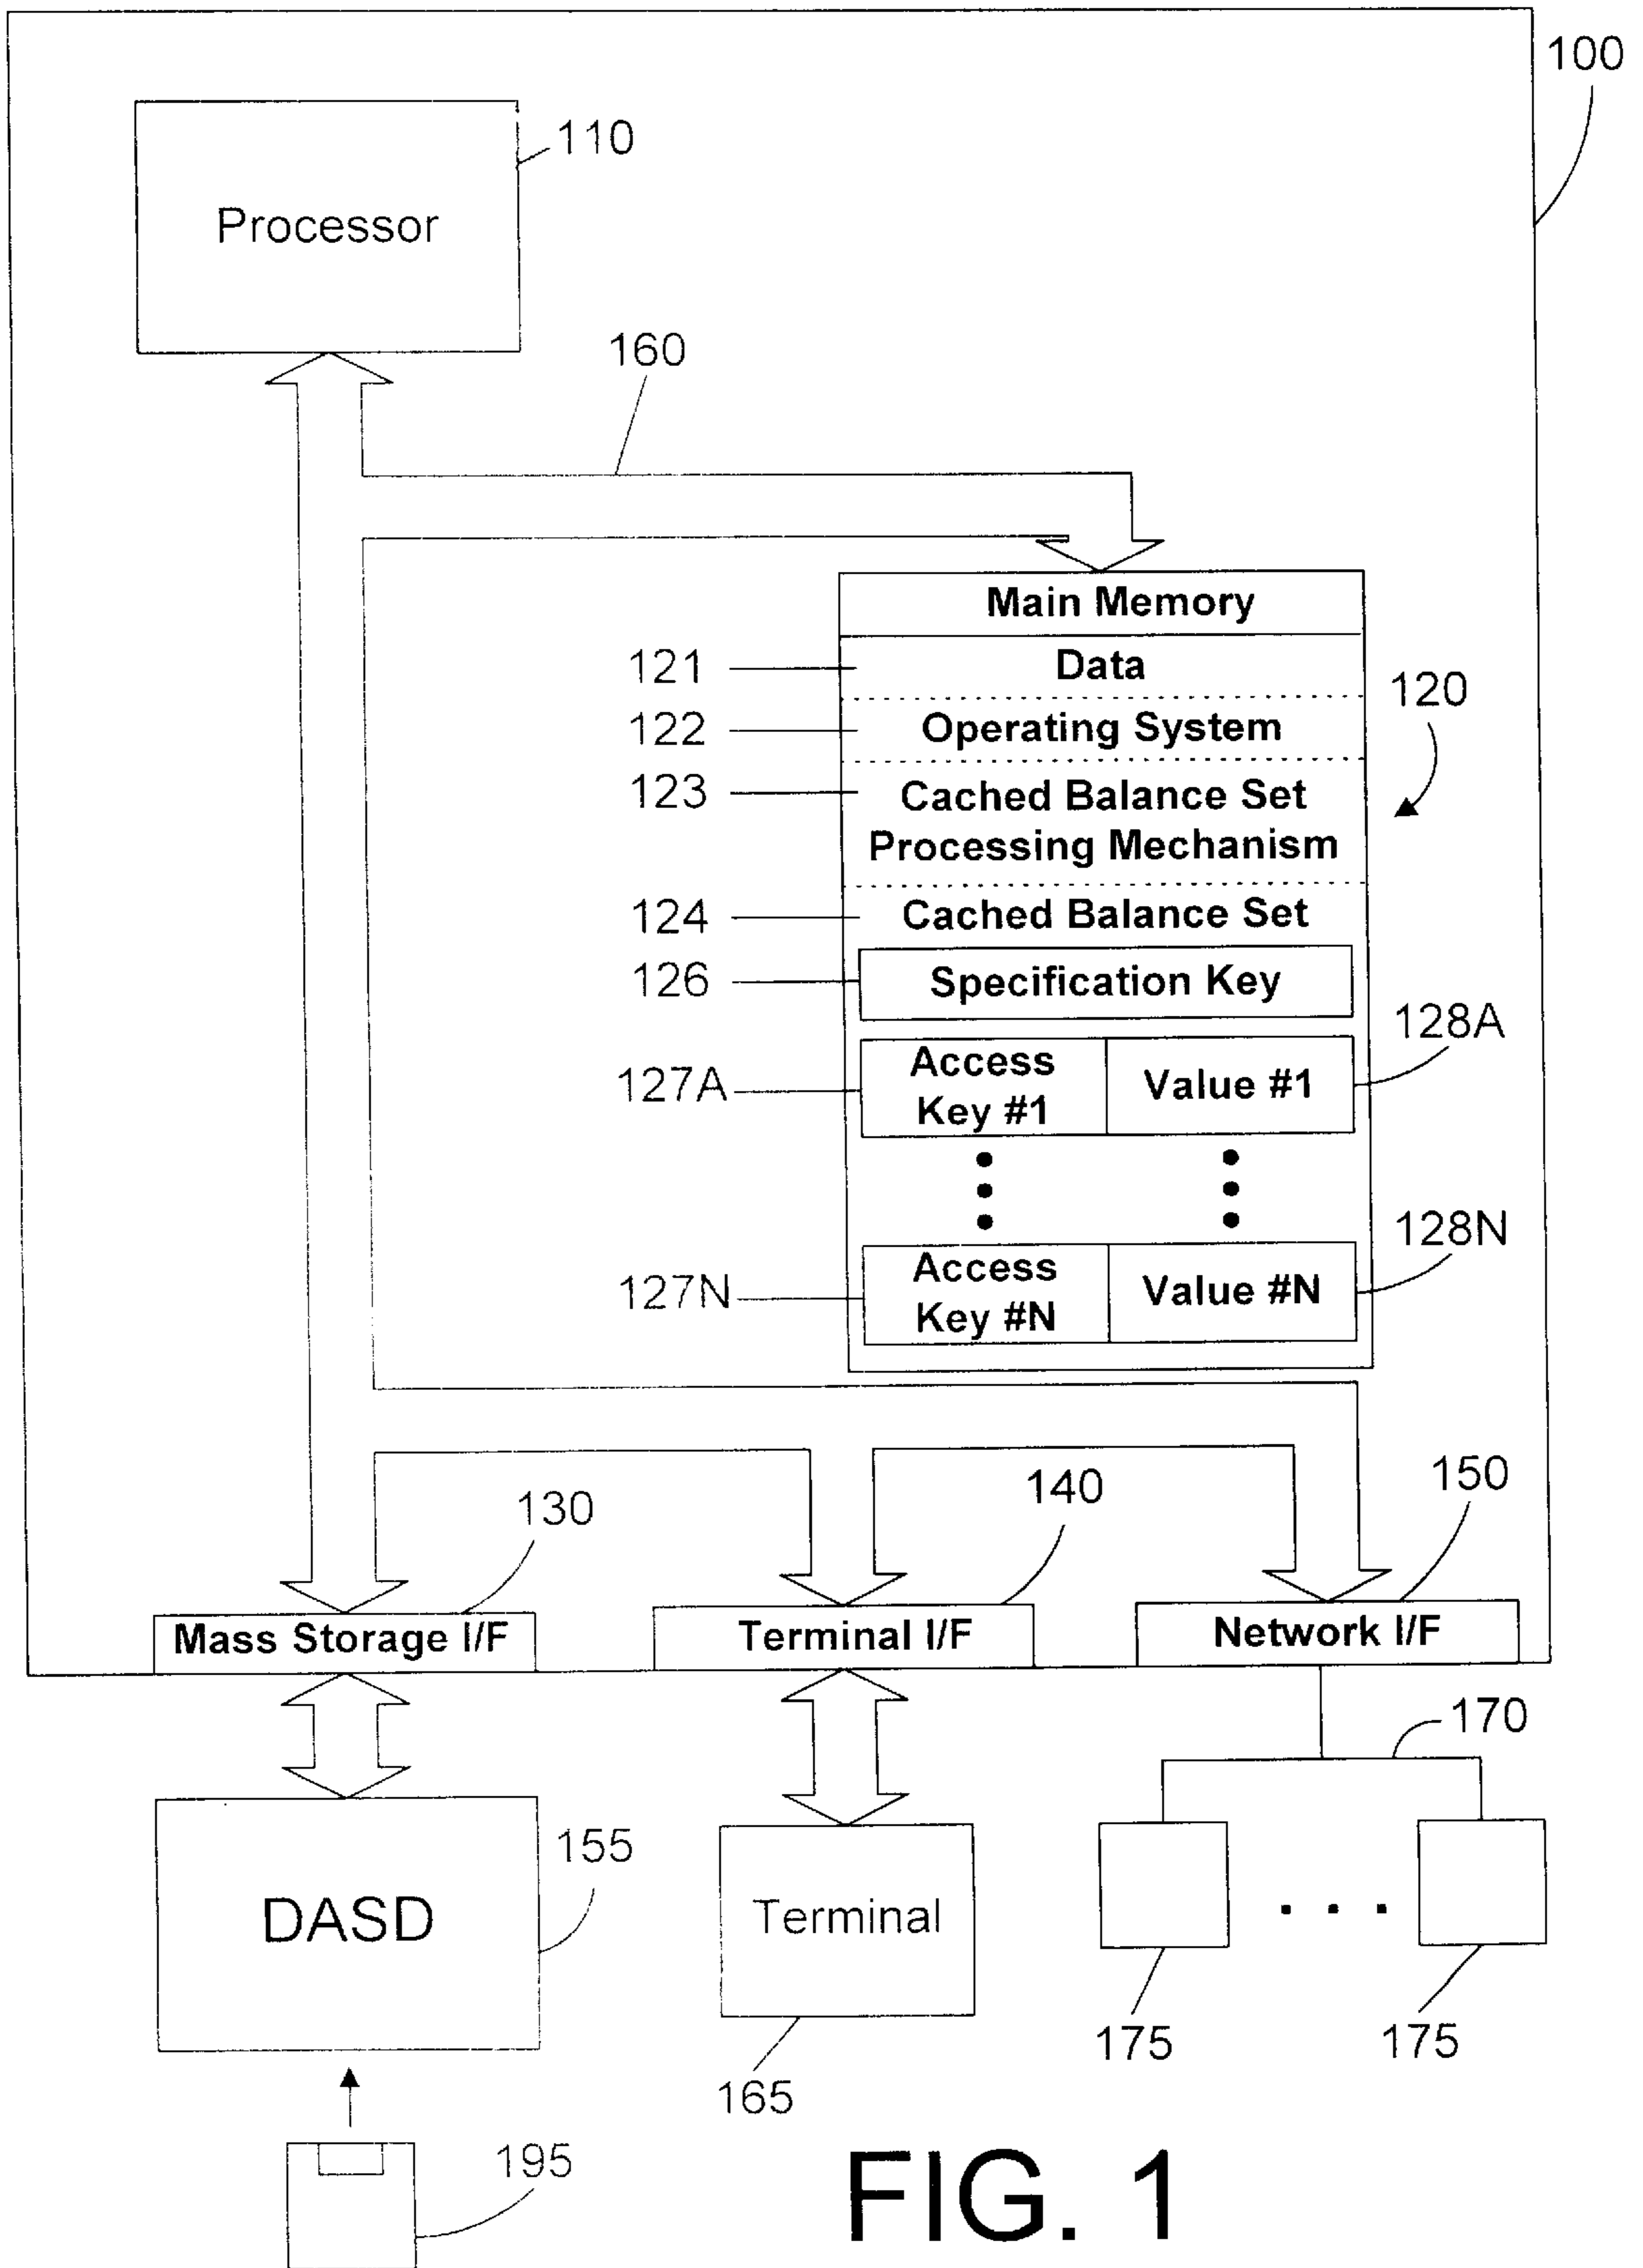 100
110
Processor
160
Main Memory
121
Data
120
122
Operating System
123
Cached Balance Set
Processing Mechanism
124
Cached Balance Set
126
Specification Key
128A
127A
Access
Key #1
Value #1
128N
127N
Access
Key #N
Value #N
130
140
150
Mass Storage I/F
Terminal I/F
Network I/F
170
155
DASD
Terminal
175
175
165
195
FIG. 1